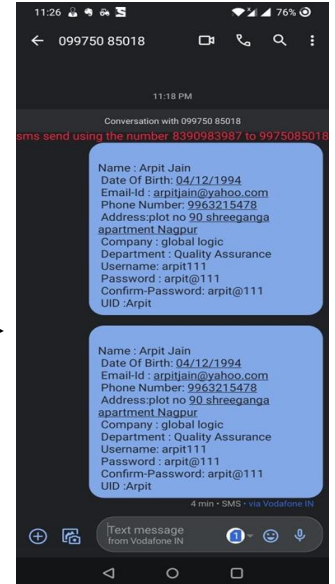 11:26
76%
099750 85018
11:18 PM
Conversation with 099750 85018
sms send using the number 8390983987 to 9975085018
Name : Arpit Jain
Date Of Birth: 04/12/1994
Email-Id : arpitjain@yahoo.com
Phone Number: 9963215478
Address:plot no 90 shreeganga
apartment Nagpur
Company : global logic
Department : Quality Assurance
Username: arpit111
Password : arpit@111
Confirm-Password: arpit@111
UID :Arpit
Name : Arpit Jain
Date Of Birth: 04/12/1994
Email-Id : arpitjain@yahoo.com
Phone Number: 9963215478
Address:plot no 90 shreeganga
apartment Nagpur
Company : global logic
Department : Quality Assurance
Username: arpit111
Password : arpit@111
Confirm-Password: arpit@111
UID :Arpit
4 min • SMS • via Vodafone IN
Text message
from Vodafone IN
1